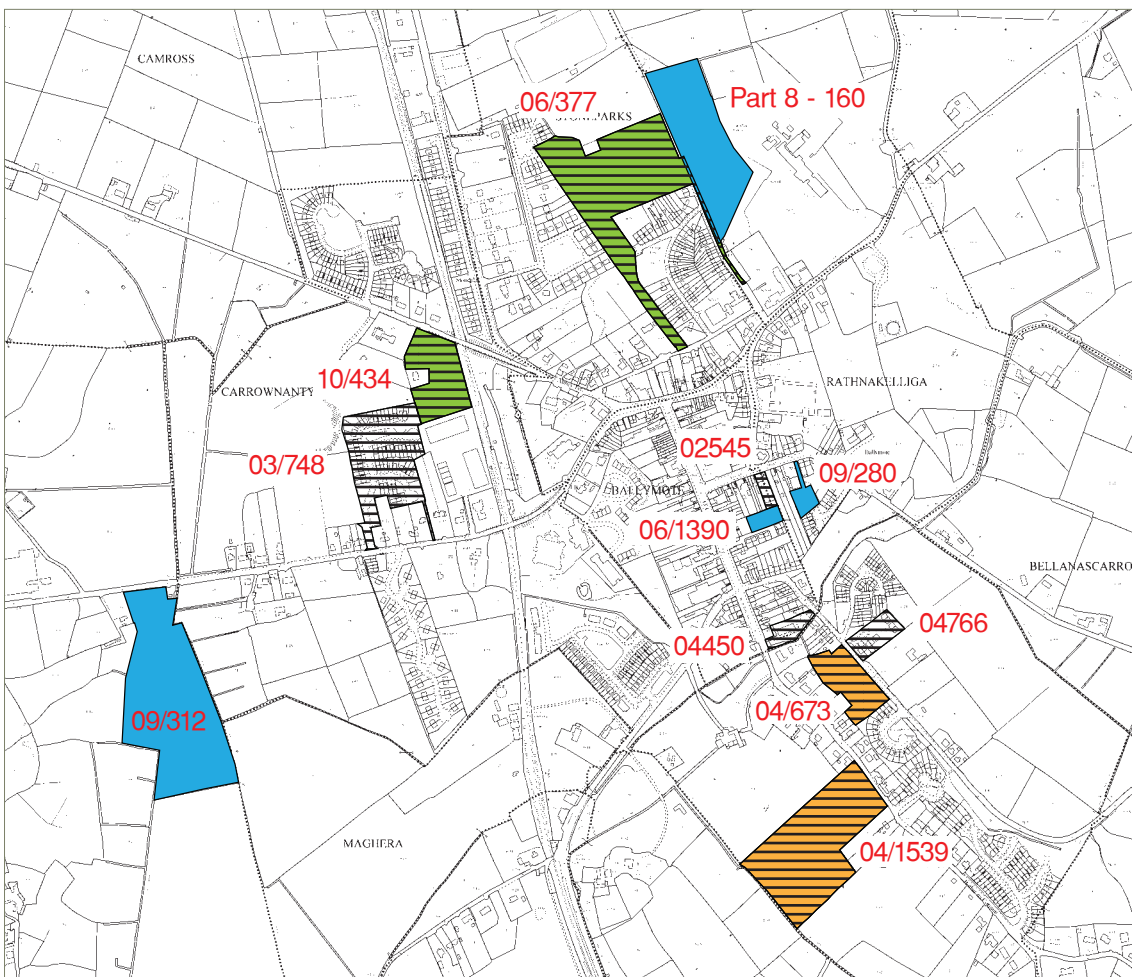 CAMROSS
06/377
Part 8 - 160
10/434
CARROWNANTY
RATHNAKELLIGA
02545
03/748
09/280
BALLYMOTE
06/1390
BELLANASCARRO
04766
04450
04/673
09/312
MAGHERA
04/1539